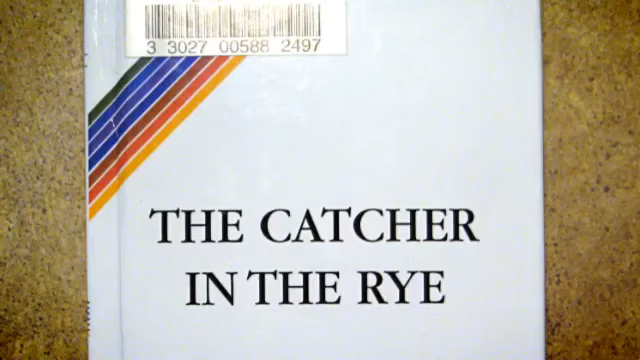 3 3027 00588 2497
THE CATCHER
IN THE RYE